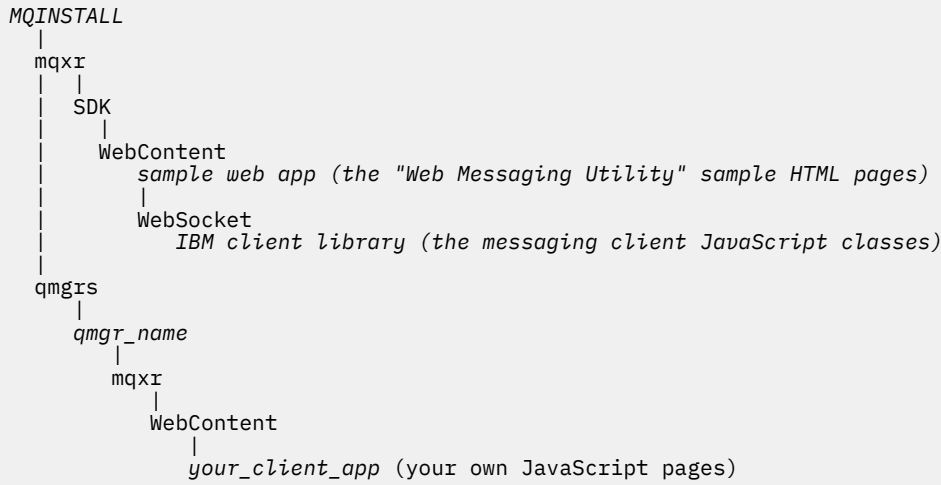 MQINSTALL
|
mqxr
| |
| SDK
| |
| WebContent
| sample web app (the "Web Messaging Utility" sample HTML pages)
| |
| WebSocket
| IBM client library (the messaging client JavaScript classes)
|
qmgrs
|
qmgr_name
|
mqxr
|
WebContent
|
your_client_app (your own JavaScript pages)